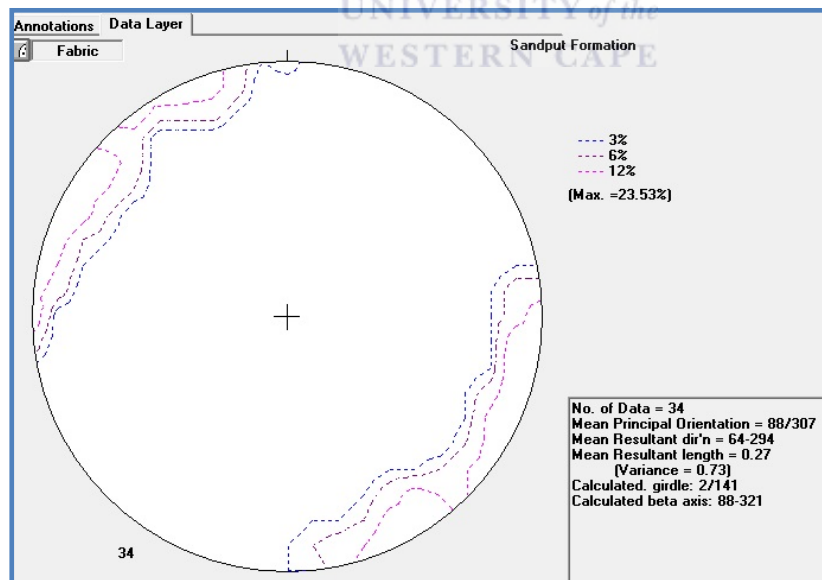 UNIVERSITY of the
WESTERN CAPE
Annotations Data Layer
Fabric
Sandput Formation
3%
6%
12%
(Max. =23.53%)
No. of Data = 34
Mean Principal Orientation = 88/307
Mean Resultant dir'n = 64-294
Mean Resultant length = 0.27
(Variance = 0.73)
Calculated. girdle: 2/141
Calculated beta axis: 88-321
34